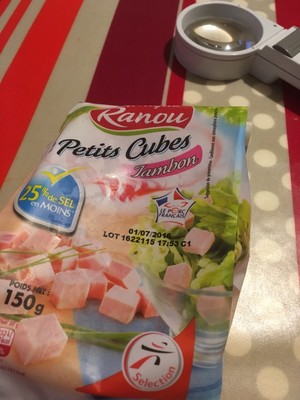 Ranou
Petits Cubes
Jambon
25% de SEL
en MOINS*
LE PORC
FRANÇAIS
01/07/2016
LOT 1622115 17:53 C1
POIDS NET:
150g
Sélection